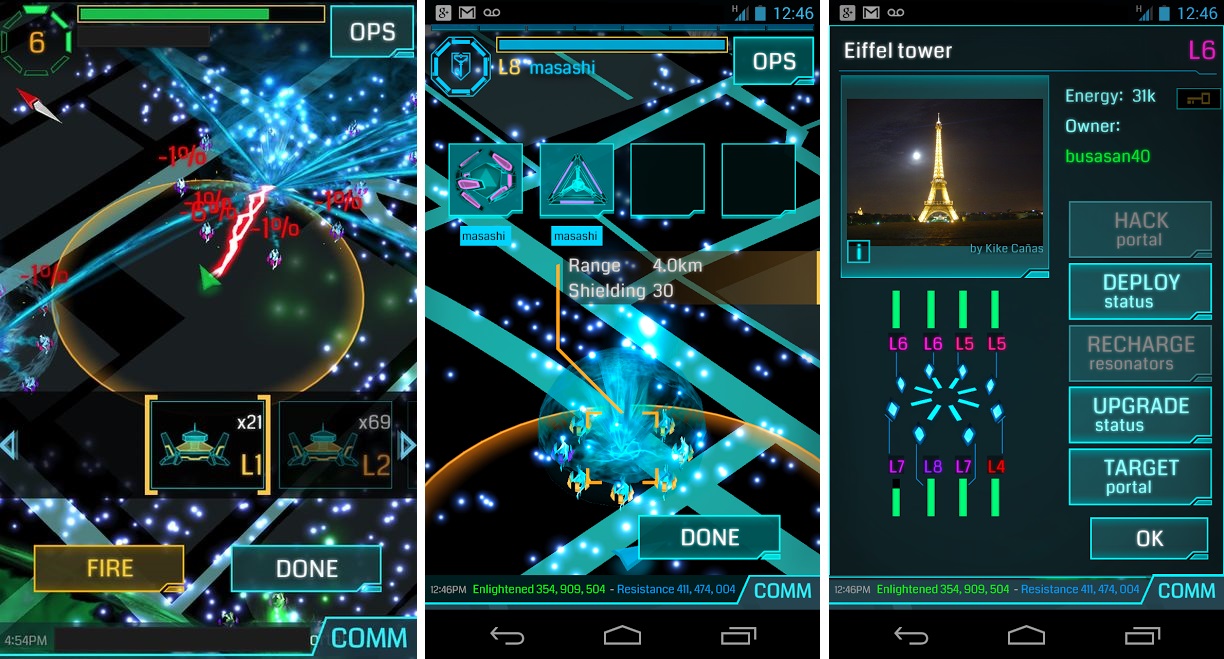 6
OPS
-1%
-1%
-1%
-1%
x21
L1
x69
L2
FIRE
DONE
4:54PM
COMM
H
12:46
L8 masashi
OPS
masashi
masashi
Range 4.0km
Shielding 30
DONE
12:46PM Enlightened 354, 909, 504 - Resistance 411, 474, 004
COMM
H
12:46
Eiffel tower
L6
Energy: 31k
Owner:
busasan40
by Kike Cañas
i
HACK
portal
DEPLOY
status
RECHARGE
resonators
UPGRADE
status
TARGET
portal
L6 L6 L5 L5
L7 L8 L7 L4
OK
12:46PM Enlightened 354, 909, 504 - Resistance 411, 474, 004
COMM